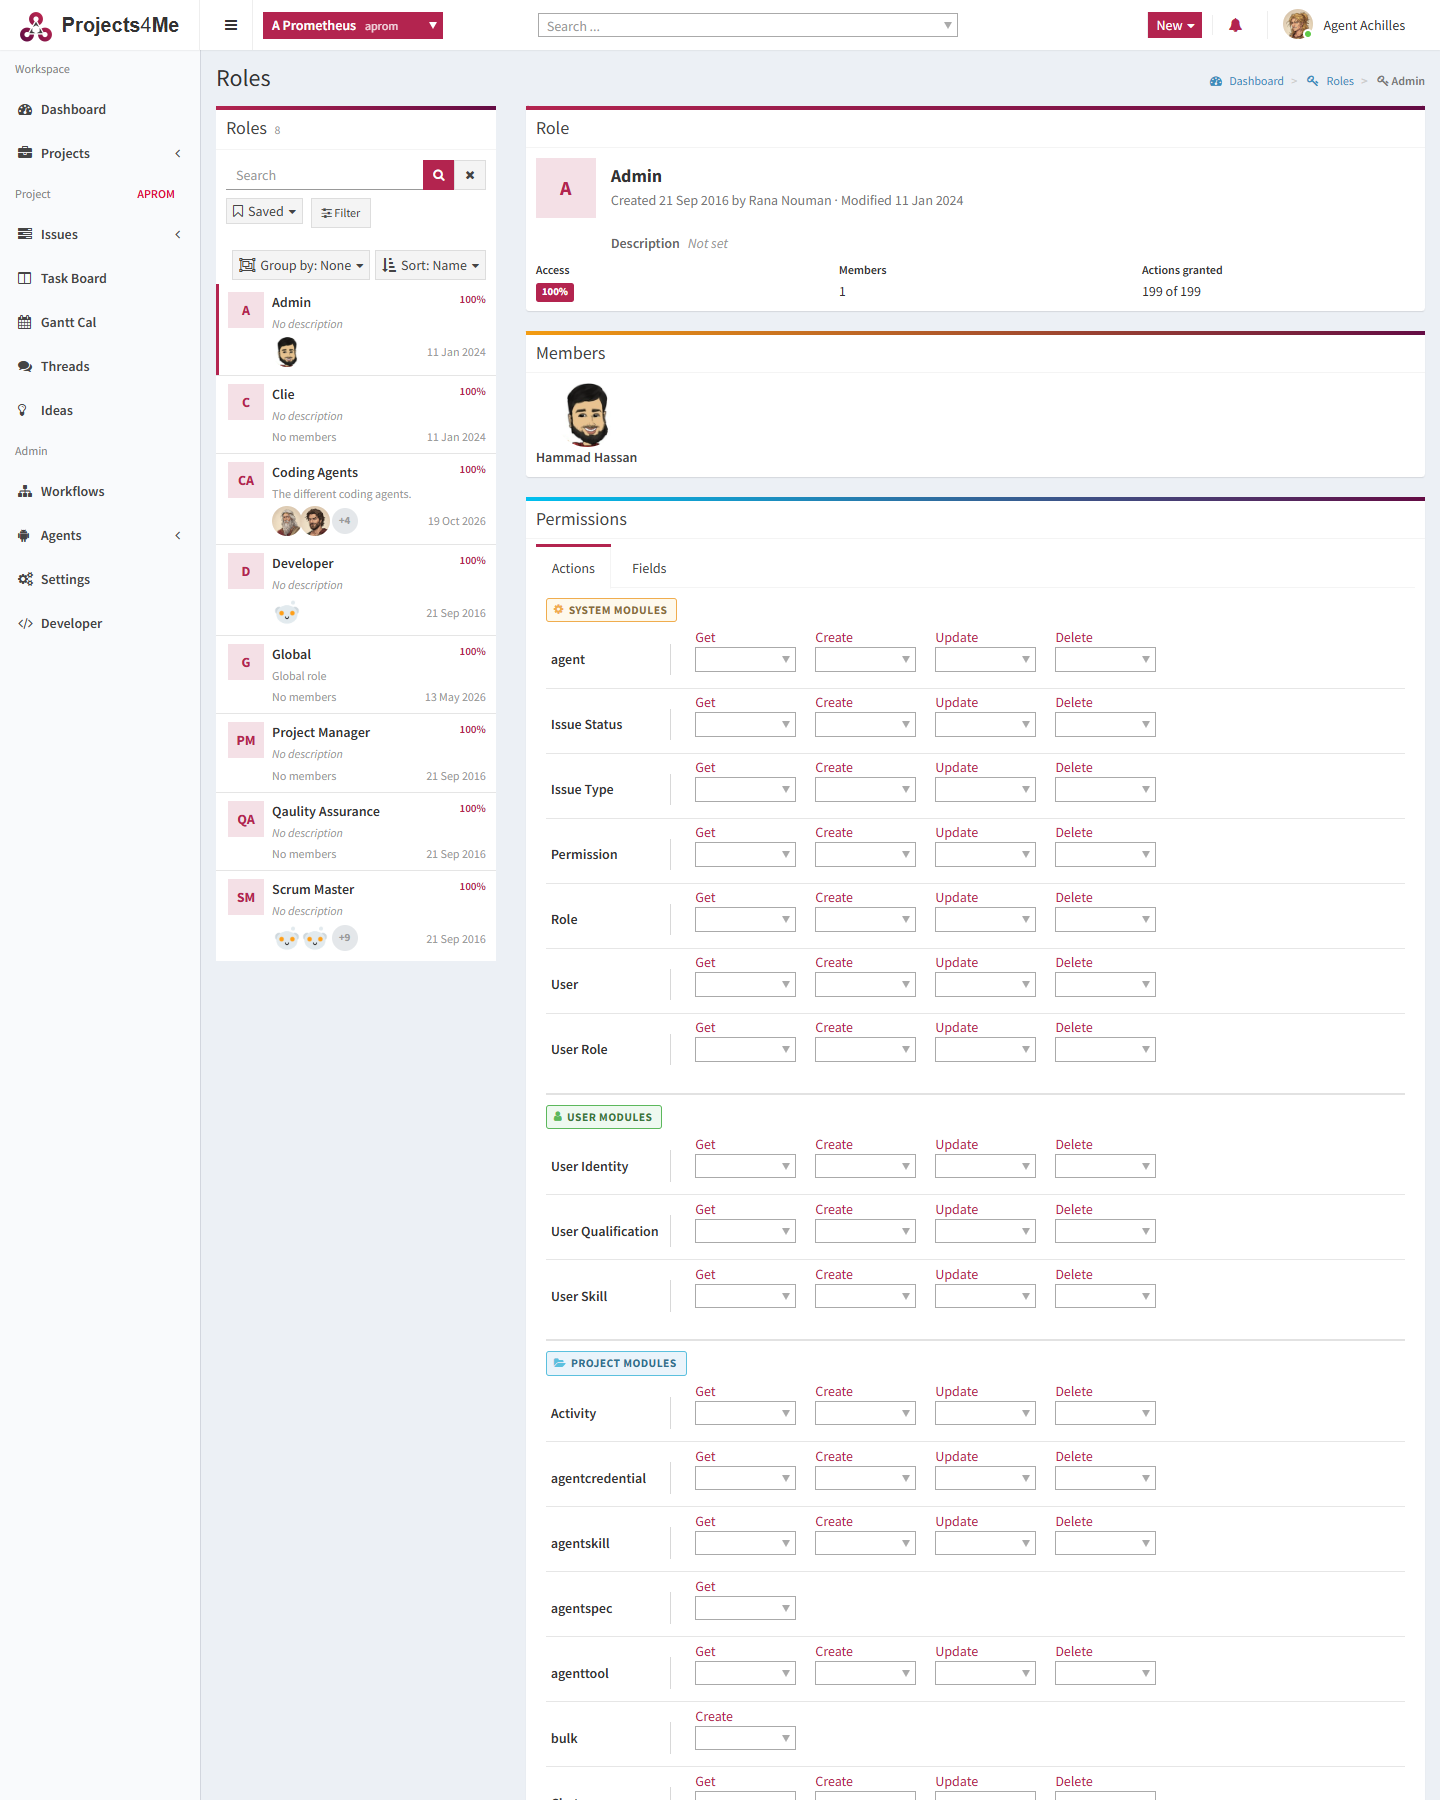 Projects4Me
A Prometheus aprom
Search ...
New
Agent Achilles
Workspace
Dashboard
Projects
Project APROM
Issues
Task Board
Gantt Cal
Threads
Ideas
Admin
Workflows
Agents
Settings
Developer
Roles
Dashboard > Roles > Admin
Roles 8
Search
Saved Filter
Group by: None Sort: Name
A Admin 100%
No description
11 Jan 2024
C Clie 100%
No description
No members 11 Jan 2024
CA Coding Agents 100%
The different coding agents.
+4 19 Oct 2026
D Developer 100%
No description
21 Sep 2016
G Global 100%
Global role
No members 13 May 2026
PM Project Manager 100%
No description
No members 21 Sep 2016
QA Qaulity Assurance 100%
No description
No members 21 Sep 2016
SM Scrum Master 100%
No description
+9 21 Sep 2016
Role
A Admin
Created 21 Sep 2016 by Rana Nouman · Modified 11 Jan 2024
Description Not set
Access Members Actions granted
100% 1 199 of 199
Members
Hammad Hassan
Permissions
Actions Fields
SYSTEM MODULES
Get Create Update Delete
agent
Get Create Update Delete
Issue Status
Get Create Update Delete
Issue Type
Get Create Update Delete
Permission
Get Create Update Delete
Role
Get Create Update Delete
User
Get Create Update Delete
User Role
USER MODULES
Get Create Update Delete
User Identity
Get Create Update Delete
User Qualification
Get Create Update Delete
User Skill
PROJECT MODULES
Get Create Update Delete
Activity
Get Create Update Delete
agentcredential
Get Create Update Delete
agentskill
Get
agentspec
Get Create Update Delete
agenttool
Create
bulk
Get Create Update Delete